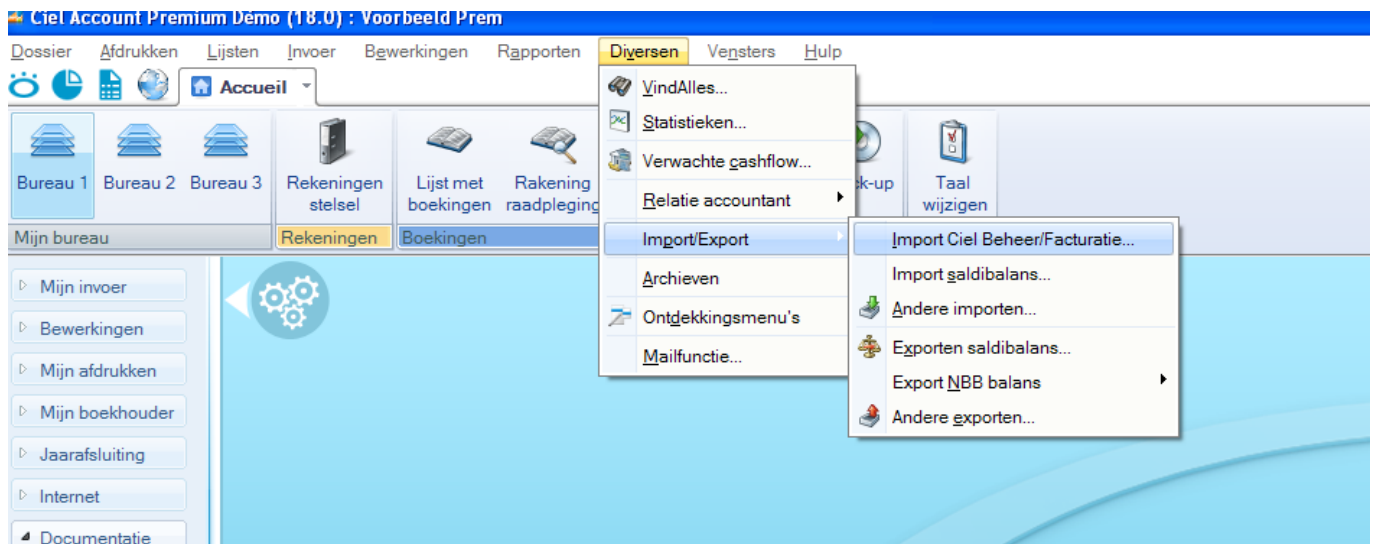 Ciel Account Premium Démo (18.0) : Voorbeeld Prem
Dossier Afdrukken Lijsten Invoer Bewerkingen Rapporten Diversen Vensters Hulp
Accueil
VindAlles...
Statistieken...
Verwachte cashflow...
Relatie accountant
Import/Export
Archieven
Ontdekkingsmenu's
Mailfunctie...
Import Ciel Beheer/Facturatie...
Import saldibalans...
Andere importen...
Exporten saldibalans...
Export NBB balans
Andere exporten...
Bureau 1 Bureau 2 Bureau 3
Mijn bureau
Rekeningen
stelsel
Rekeningen
Lijst met
boekingen
Rakening
raadpleging
Boekingen
ck-up
Taal
wijzigen
Mijn invoer
Bewerkingen
Mijn afdrukken
Mijn boekhouder
Jaarafsluiting
Internet
Documentatie